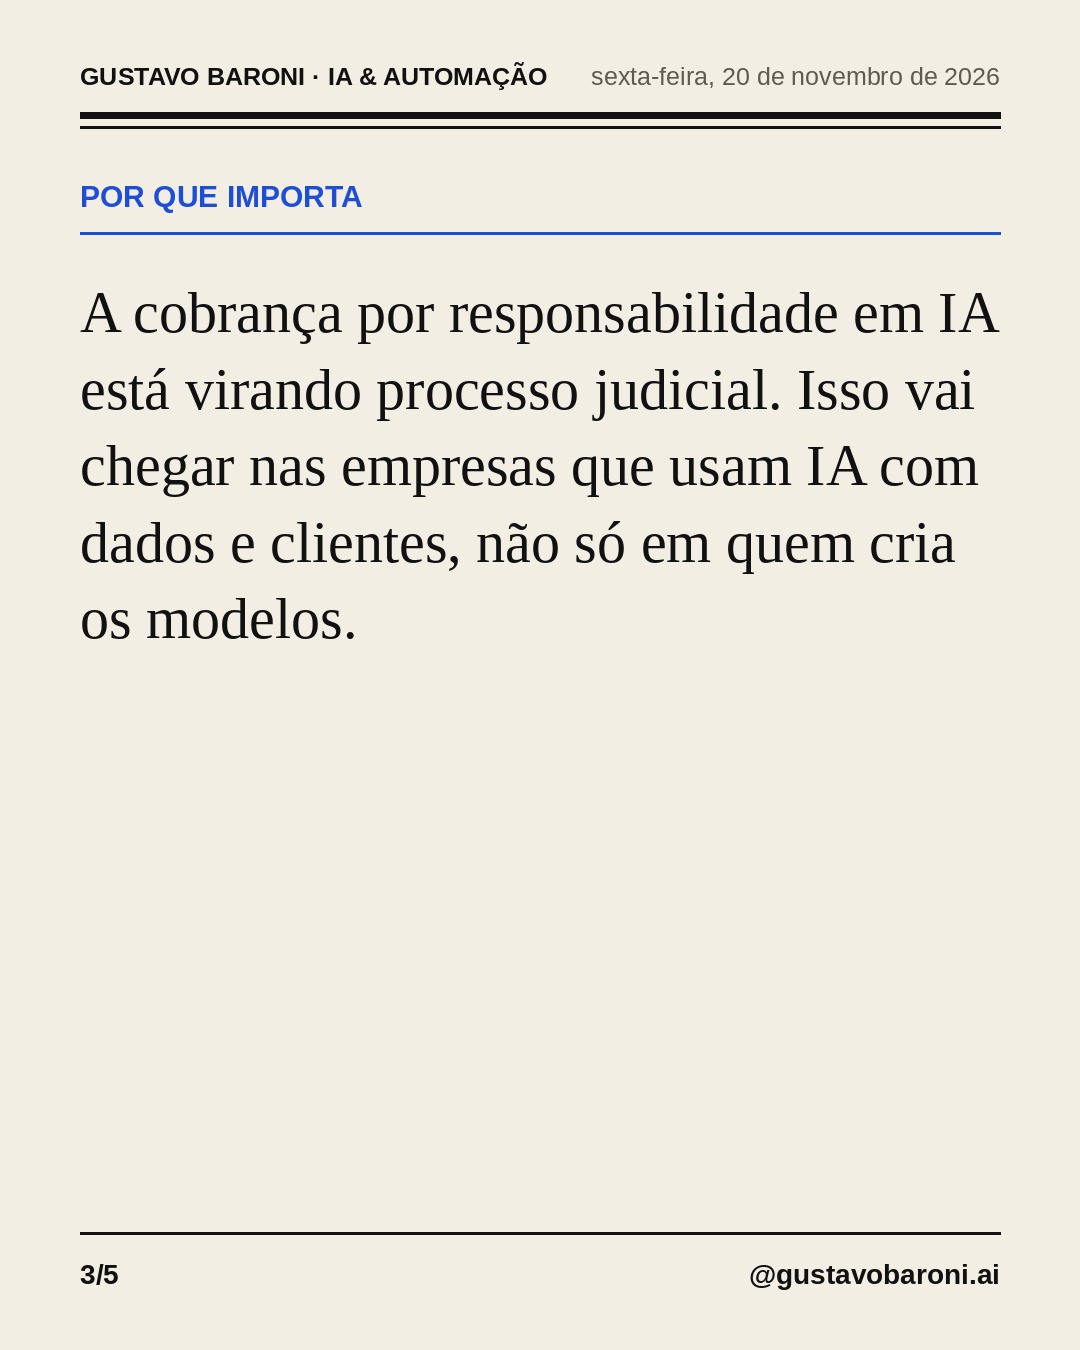 GUSTAVO BARONI · IA & AUTOMAÇÃO
sexta-feira, 20 de novembro de 2026
POR QUE IMPORTA
A cobrança por responsabilidade em IA
está virando processo judicial. Isso vai
chegar nas empresas que usam IA com
dados e clientes, não só em quem cria
os modelos.
3/5
@gustavobaroni.ai